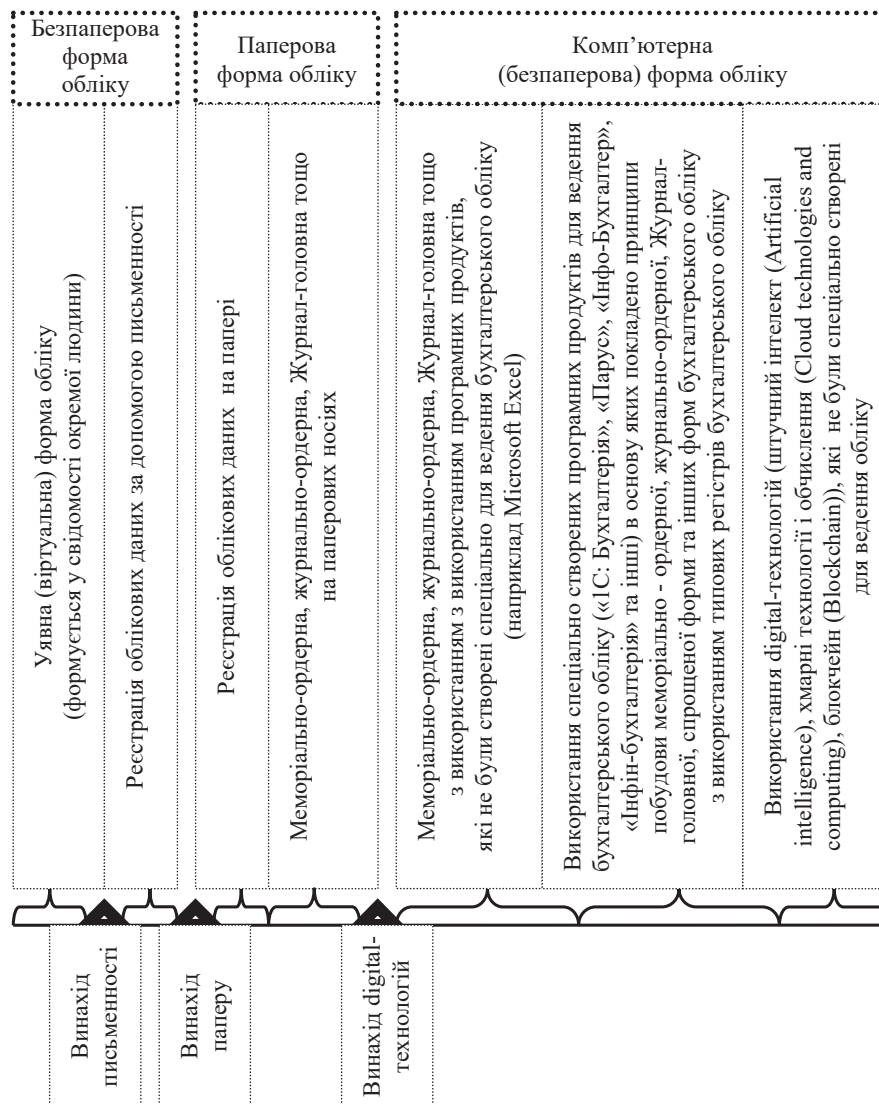 Безпаперова
форма
обліку
Паперова
форма обліку
Комп’ютерна
(безпаперова) форма обліку
Уявна (віртуальна) форма обліку
(формується у свідомості окремої людини)
Реєстрація облікових даних за допомогою письменності
Реєстрація облікових даних на папері
Меморіально-ордерна, журнально-ордерна, Журнал-головна тощо
на паперових носіях
Меморіально-ордерна, журнально-ордерна, Журнал-головна тощо
з використанням з використанням програмних продуктів,
які не були створені спеціально для ведення бухгалтерського обліку
(наприклад Microsoft Excel)
Використання спеціально створених програмних продуктів для ведення
бухгалтерського обліку («1С: Бухгалтерія», «Парус», «Інфо-Бухгалтер»,
«Інфін-бухгалтерія» та інші) в основу яких покладено принципи
побудови меморіально - ордерної, журнально-ордерної, Журнал-
головної, спрощеної форми та інших форм бухгалтерського обліку
з використанням типових регістрів бухгалтерського обліку
Використання digital-технологій (штучний інтелект (Artificial
intelligence), хмарні технології і обчислення (Cloud technologies and
computing), блокчейн (Blockchain)), які не були спеціально створені
для ведення обліку
Винахід
письменності
Винахід
паперу
Винахід digital-
технологій